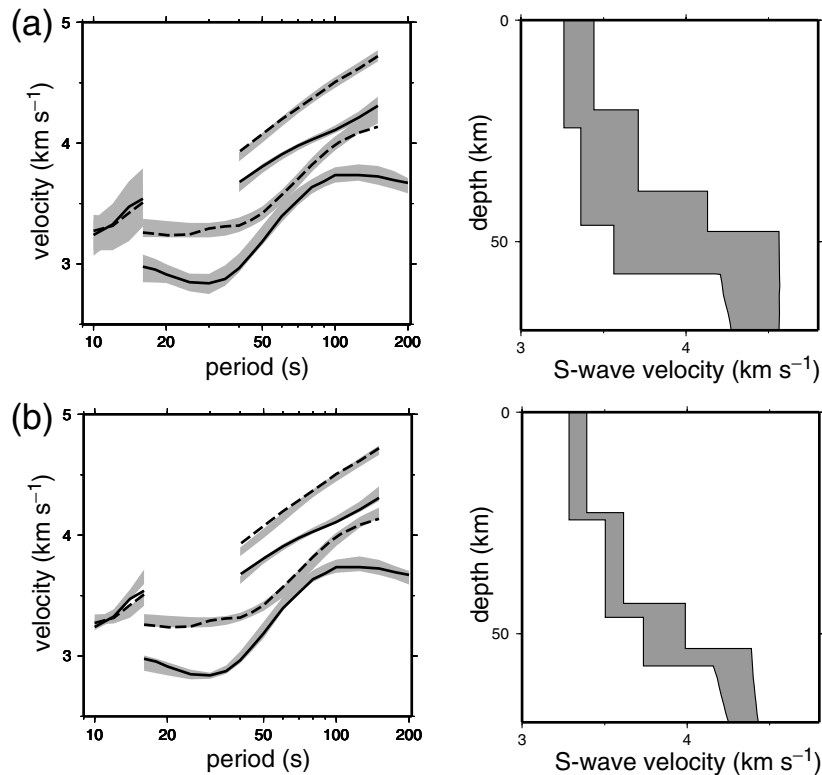 (a)
5
4
3
velocity (km s⁻¹)
10 20 50 100 200
period (s)
0
50
depth (km)
3 4
S-wave velocity (km s⁻¹)
(b)
5
4
3
velocity (km s⁻¹)
10 20 50 100 200
period (s)
0
50
depth (km)
3 4
S-wave velocity (km s⁻¹)